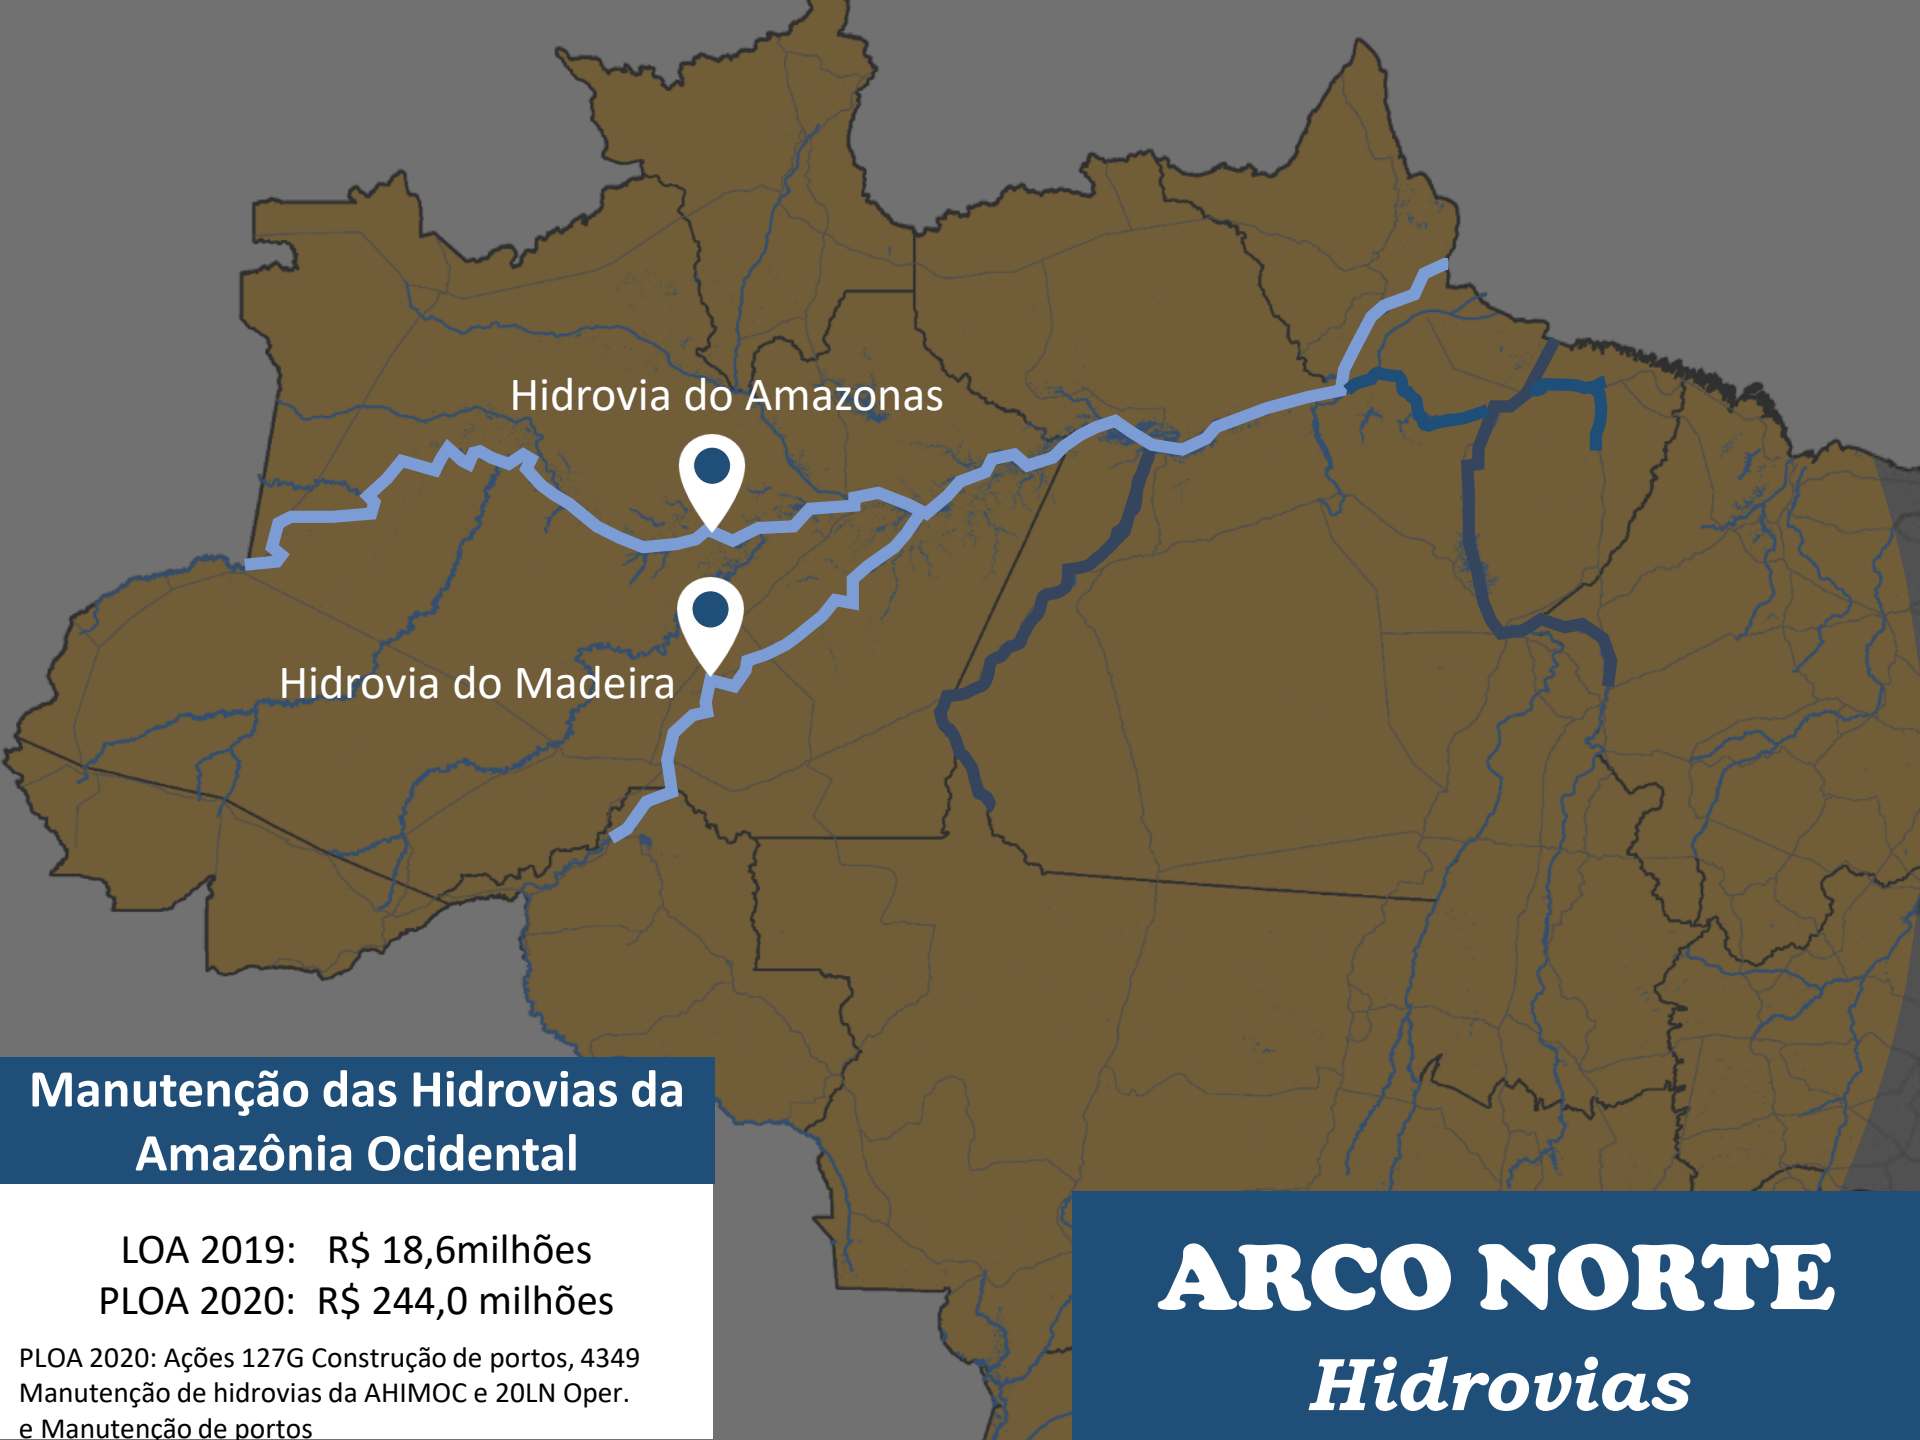 Hidrovia do Amazonas
Hidrovia do Madeira
Manutenção das Hidrovias da
Amazônia Ocidental
LOA 2019: R$ 18,6milhões
PLOA 2020: R$ 244,0 milhões
PLOA 2020: Ações 127G Construção de portos, 4349
Manutenção de hidrovias da AHIMOC e 20LN Oper.
e Manutenção de portos
ARCO NORTE
Hidrovias